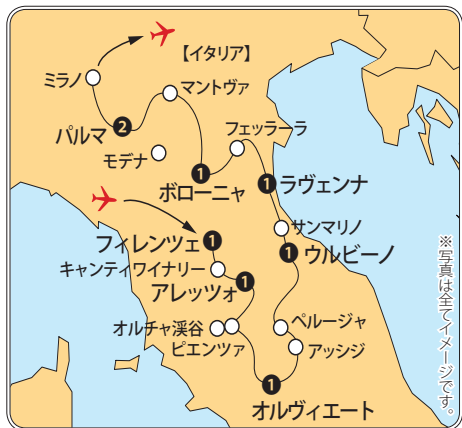 【イタリア】
ミラノ
マントヴァ
パルマ
2
フェッラーラ
モデナ
1
ボローニャ
1
ラヴェンナ
サンマリノ
フィレンツェ
1
1
ウルビーノ
キャンティワイナリー
アレッツォ
1
オルチャ渓谷
ピエンツァ
ペルージャ
アッシジ
1
オルヴィエート
※写真は全てイメージです。